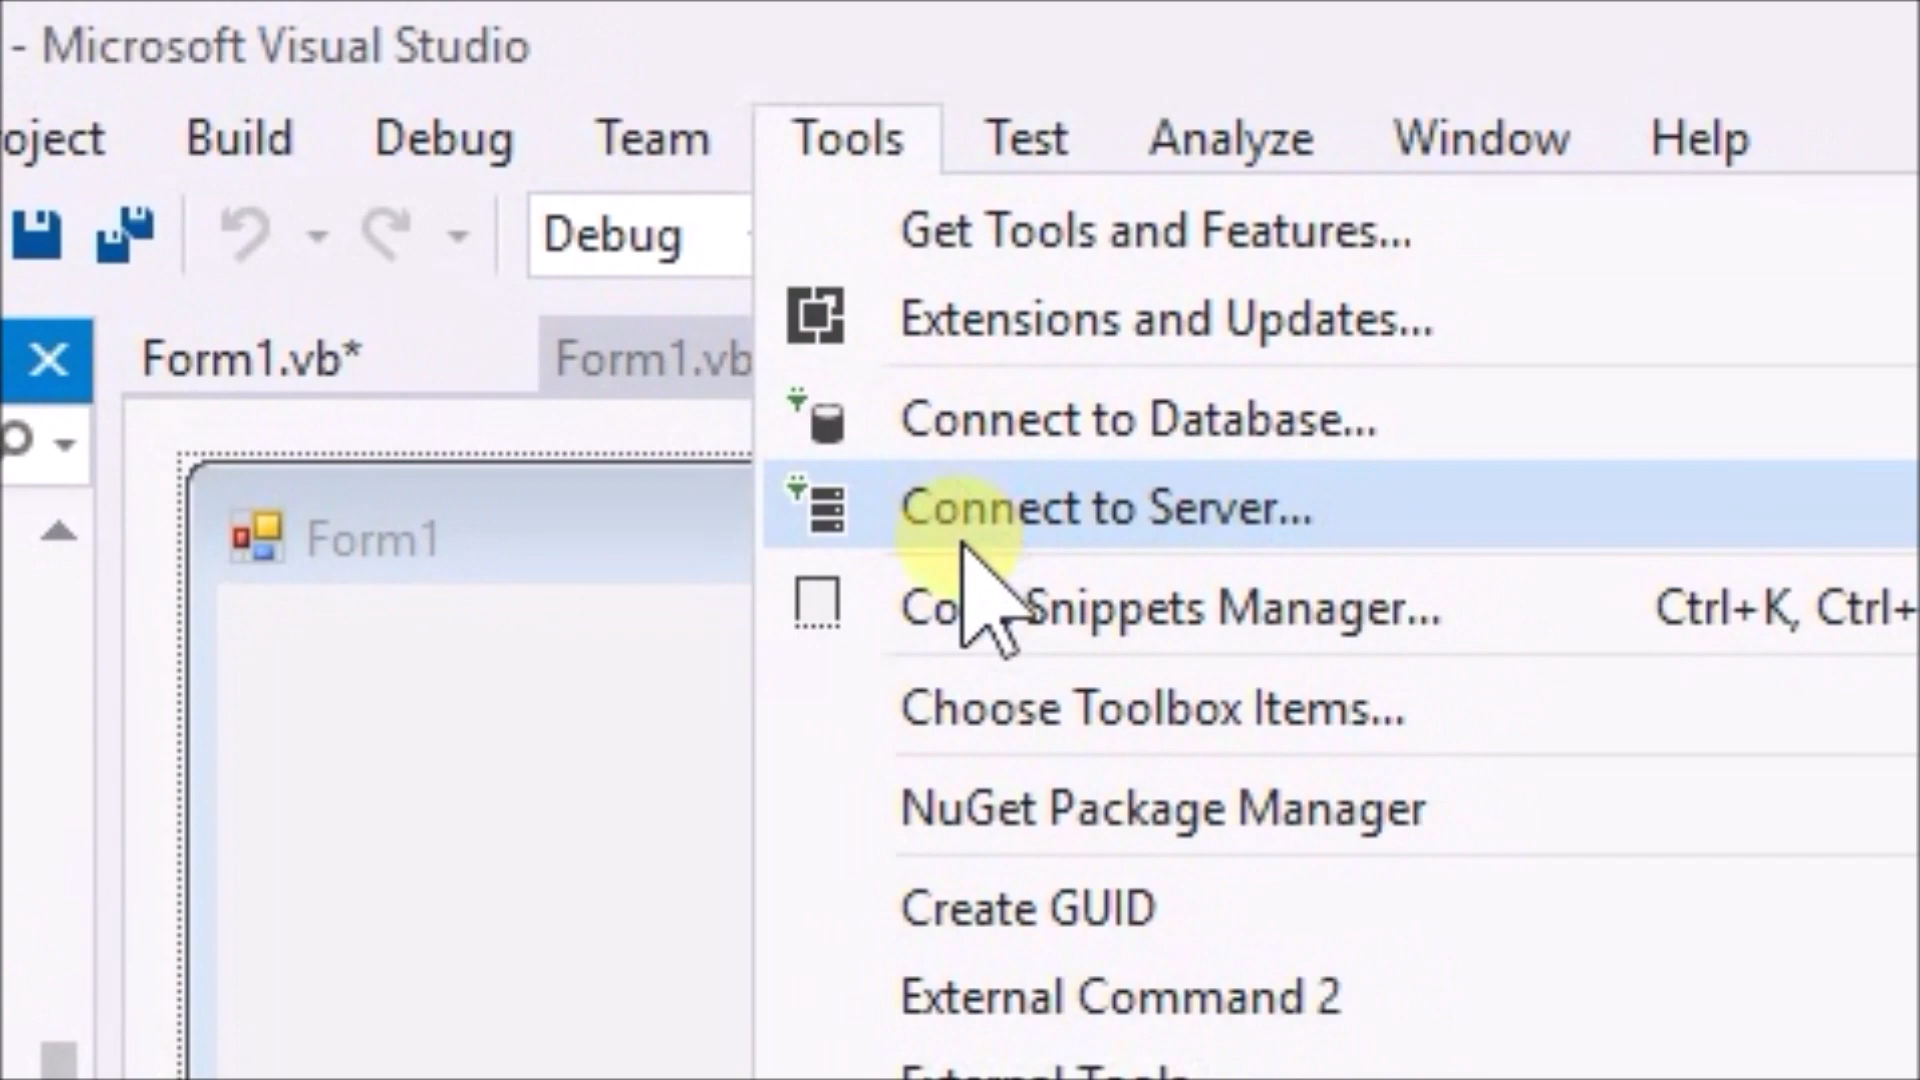 - Microsoft Visual Studio
oject Build Debug Team Tools Test Analyze Window Help
Debug
Get Tools and Features...
Extensions and Updates...
Form1.vb* Form1.vb
Connect to Database...
Connect to Server...
Form1
Snippets Manager... Ctrl+K, Ctrl+
Choose Toolbox Items...
NuGet Package Manager
Create GUID
External Command 2
External Tools